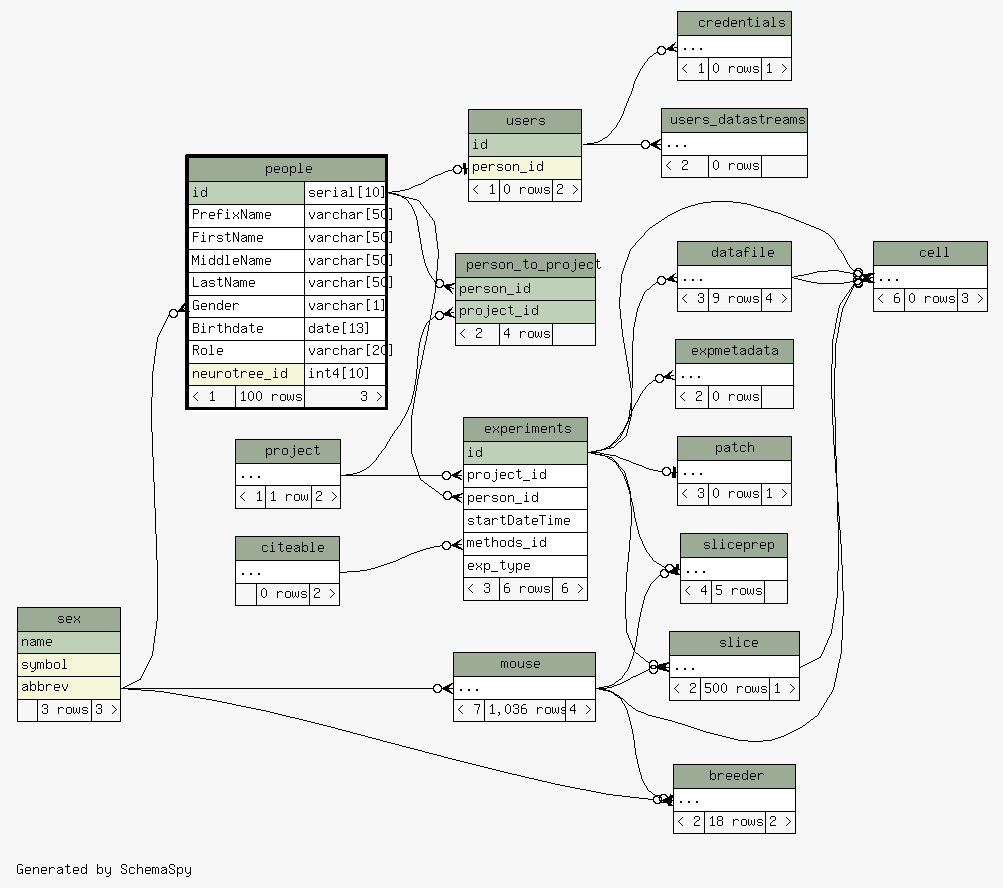 credentials
...
< 1 0 rows 1 >
users
id
person_id
< 1 0 rows 2 >
users_datastreams
...
< 2 0 rows
people
id serial[10]
PrefixName varchar[50]
FirstName varchar[50]
MiddleName varchar[50]
LastName varchar[50]
Gender varchar[1]
Birthdate date[13]
Role varchar[20]
neurotree_id int4[10]
< 1 100 rows 3 >
person_to_project
person_id
project_id
< 2 4 rows
datafile
...
< 3 9 rows 4 >
cell
...
< 6 0 rows 3 >
expmetadata
...
< 2 0 rows
experiments
id
project_id
person_id
startDateTime
methods_id
exp_type
< 3 6 rows 6 >
project
...
< 1 1 row 2 >
patch
...
< 3 0 rows 1 >
citeable
...
0 rows 2 >
sliceprep
...
< 4 5 rows
sex
name
symbol
abbrev
3 rows 3 >
mouse
...
< 7 1,036 rows 4 >
slice
...
< 2 500 rows 1 >
breeder
...
< 2 18 rows 2 >
Generated by SchemaSpy